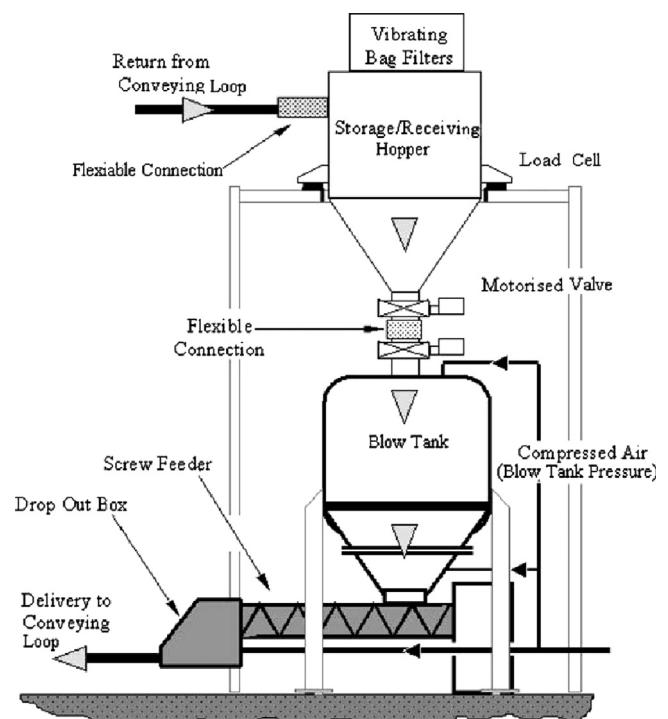 Vibrating
Bag Filters
Return from
Conveying Loop
Storage/Receiving
Hopper
Flexiable Connection
Load Cell
Motorised Valve
Flexible
Connection
Blow Tank
Compressed Air
(Blow Tank Pressure)
Screw Feeder
Drop Out Box
Delivery to
Conveying
Loop